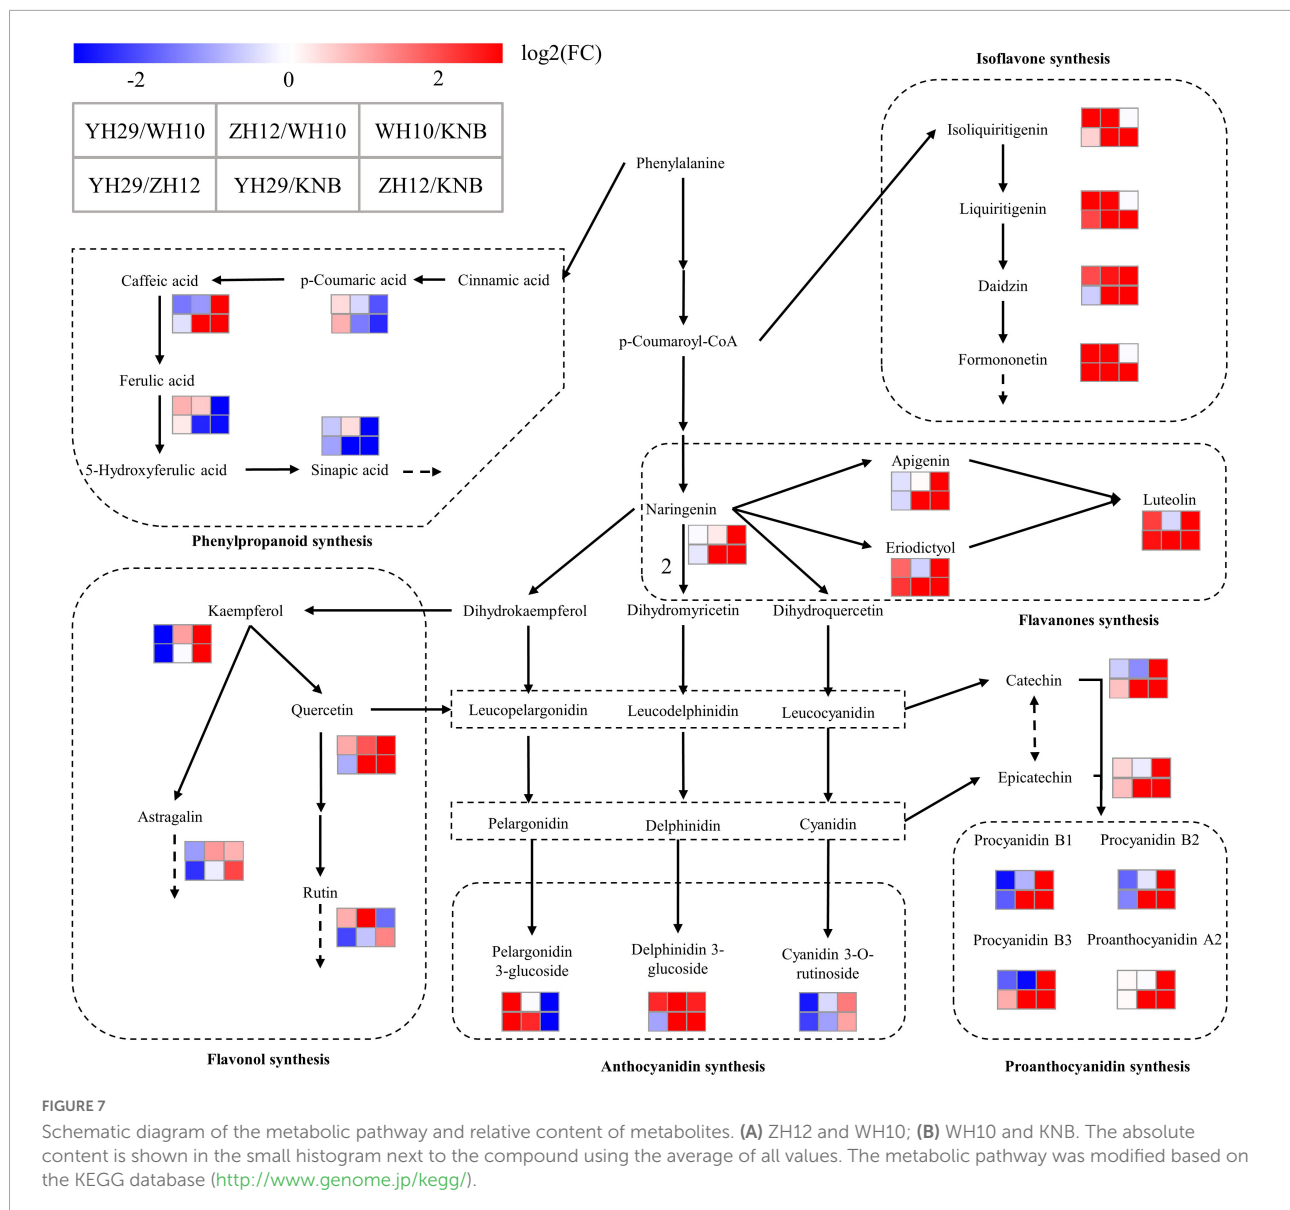 log2(FC)
-2
0
2
YH29/WH10
ZH12/WH10
WH10/KNB
YH29/ZH12
YH29/KNB
ZH12/KNB
Isoflavone synthesis
Isoliquiritigenin
Liquiritigenin
Daidzin
Formononetin
Phenylalanine
p-Coumaroyl-CoA
Caffeic acid
p-Coumaric acid
Cinnamic acid
Ferulic acid
5-Hydroxyferulic acid
Sinapic acid
Phenylpropanoid synthesis
Naringenin
2
Apigenin
Eriodictyol
Luteolin
Flavanones synthesis
Kaempferol
Dihydrokaempferol
Dihydromyricetin
Dihydroquercetin
Quercetin
Leucopelargonidin
Leucodelphinidin
Leucocyanidin
Catechin
Epicatechin
Astragalin
Rutin
Flavonol synthesis
Pelargonidin
Delphinidin
Cyanidin
Pelargonidin
3-glucoside
Delphinidin 3-
glucoside
Cyanidin 3-O-
rutinoside
Anthocyanidin synthesis
Procyanidin B1
Procyanidin B2
Procyanidin B3
Proanthocyanidin A2
Proanthocyanidin synthesis
FIGURE 7
Schematic diagram of the metabolic pathway and relative content of metabolites. (A) ZH12 and WH10; (B) WH10 and KNB. The absolute
content is shown in the small histogram next to the compound using the average of all values. The metabolic pathway was modified based on
the KEGG database (http://www.genome.jp/kegg/).